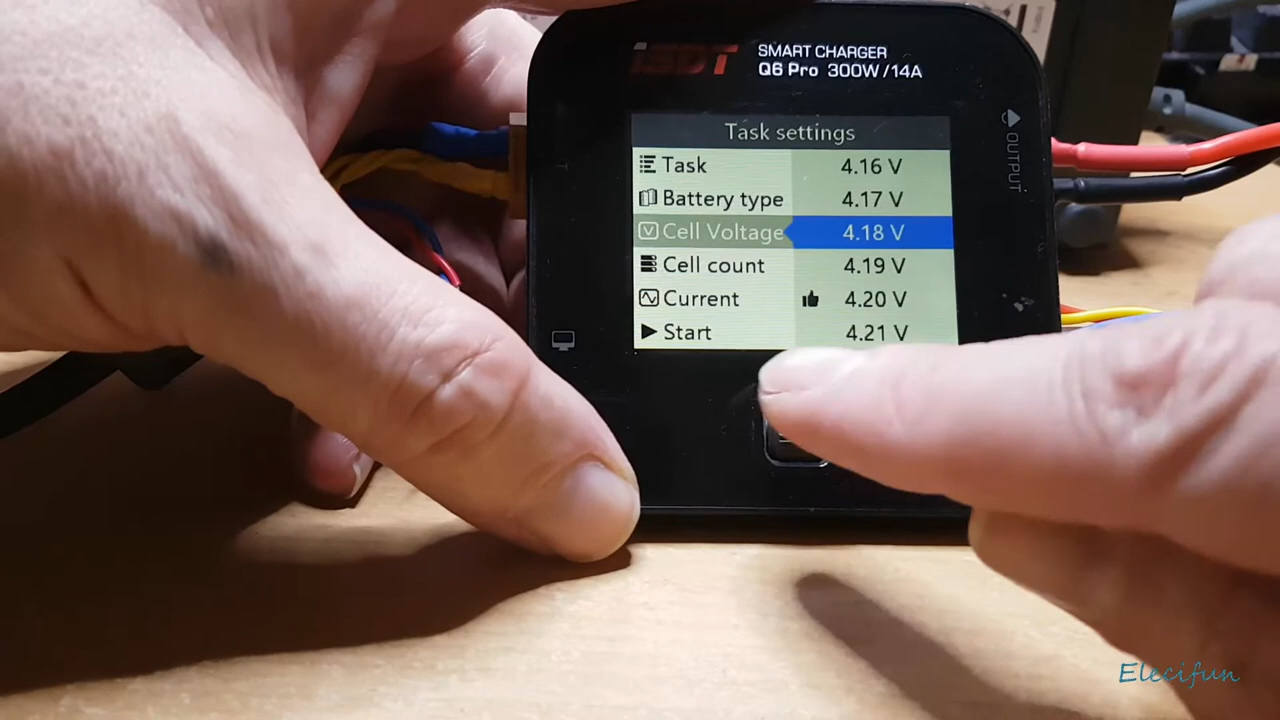 iSDT
SMART CHARGER
Q6 Pro 300W/14A
Task settings
Task 4.16 V
Battery type 4.17 V
Cell Voltage 4.18 V
Cell count 4.19 V
Current 4.20 V
Start 4.21 V
OUTPUT
Elecifun